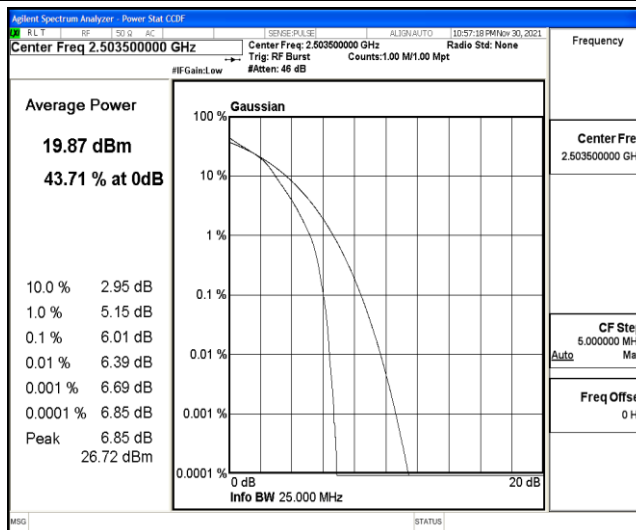 Agilent Spectrum Analyzer - Power Stat CCDF
LXI R L T RF 50 Ω AC SENSE:PULSE ALIGN AUTO 10:57:18 PM Nov 30, 2021
Center Freq 2.503500000 GHz
Center Freq: 2.503500000 GHz Radio Std: None
Trig: RF Burst Counts:1.00 M/1.00 Mpt
#IFGain:Low #Atten: 46 dB
Frequency
Average Power
19.87 dBm
43.71 % at 0dB
10.0 % 2.95 dB
1.0 % 5.15 dB
0.1 % 6.01 dB
0.01 % 6.39 dB
0.001 % 6.69 dB
0.0001 % 6.85 dB
Peak 6.85 dB
26.72 dBm
Gaussian
100 %
10 %
1 %
0.1 %
0.01 %
0.001 %
0.0001 %
0 dB 20 dB
Info BW 25.000 MHz
Center Fre
2.503500000 GH
CF Ste
5.000000 MH
Auto Ma
Freq Offse
0 H
MSG STATUS